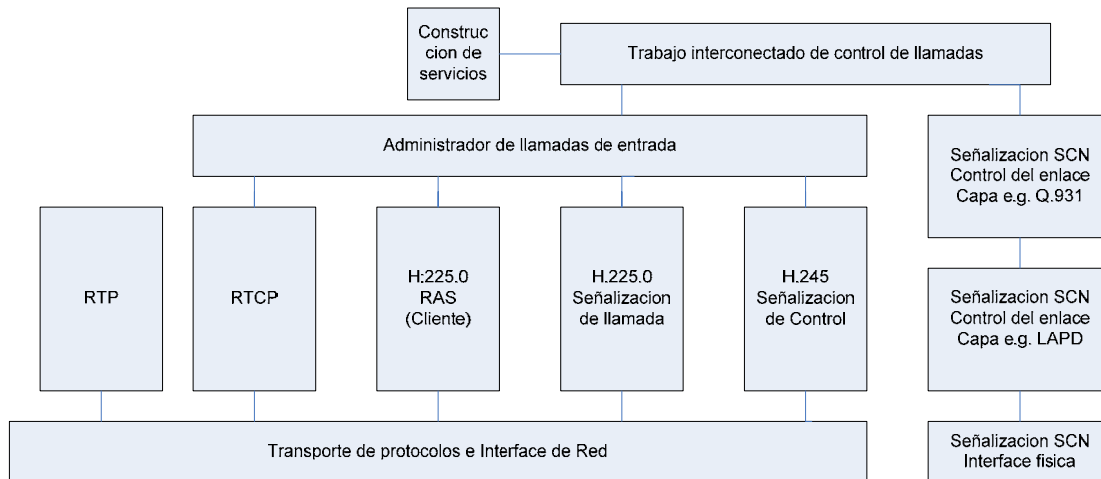 Construc
cion de
servicios
Trabajo interconectado de control de llamadas
Administrador de llamadas de entrada
Señalizacion SCN
Control del enlace
Capa e.g. Q.931
RTP
RTCP
H:225.0
RAS
(Cliente)
H.225.0
Señalizacion
de llamada
H.245
Señalizacion
de Control
Señalizacion SCN
Control del enlace
Capa e.g. LAPD
Transporte de protocolos e Interface de Red
Señalizacion SCN
Interface fisica